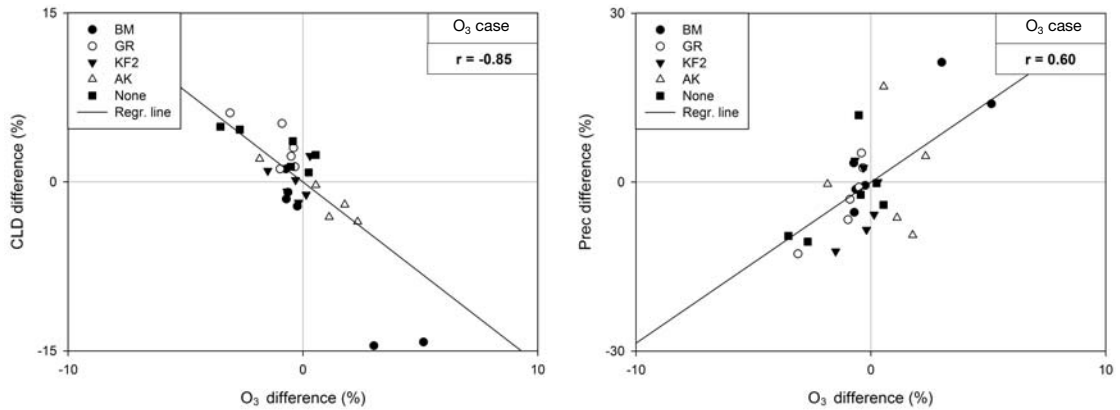 15
0
-15
-10
0
10
CLD difference (%)
O₃ difference (%)
BM
GR
KF2
AK
None
Regr. line
O₃ case
r = -0.85
30
0
-30
-10
0
10
Prec difference (%)
O₃ difference (%)
BM
GR
KF2
AK
None
Regr. line
O₃ case
r = 0.60